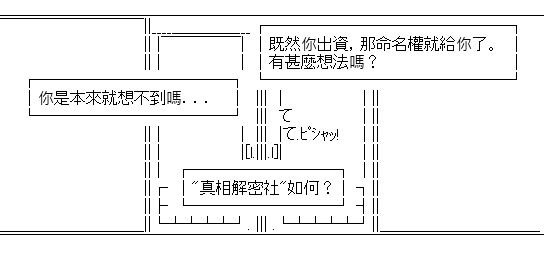 既然你出資，那命名權就給你了。
有甚麼想法嗎？
你是本來就想不到嗎...
て
て.ピシャッ!
"真相解密社"如何？